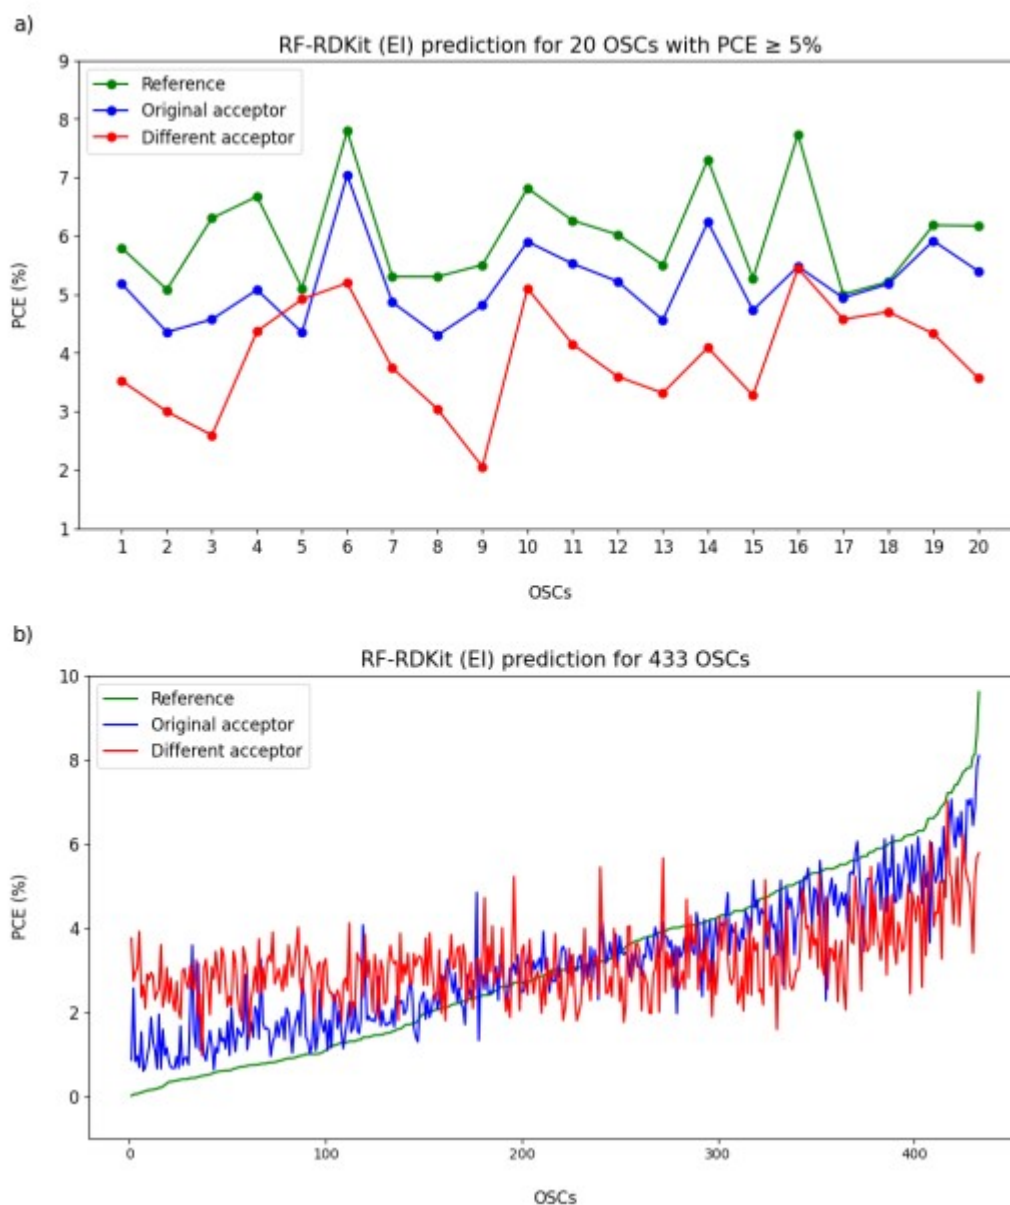 a)
RF-RDKit (EI) prediction for 20 OSCs with PCE ≥ 5%
9
8
7
6
5
4
3
2
1
PCE (%)
Reference
Original acceptor
Different acceptor
1 2 3 4 5 6 7 8 9 10 11 12 13 14 15 16 17 18 19 20
OSCs
b)
RF-RDKit (EI) prediction for 433 OSCs
10
8
6
4
2
0
PCE (%)
Reference
Original acceptor
Different acceptor
0 100 200 300 400
OSCs